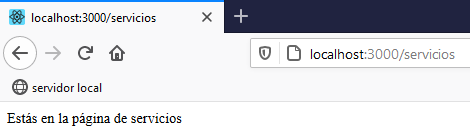 localhost:3000/servicios
localhost:3000/servicios
servidor local
Estás en la página de servicios